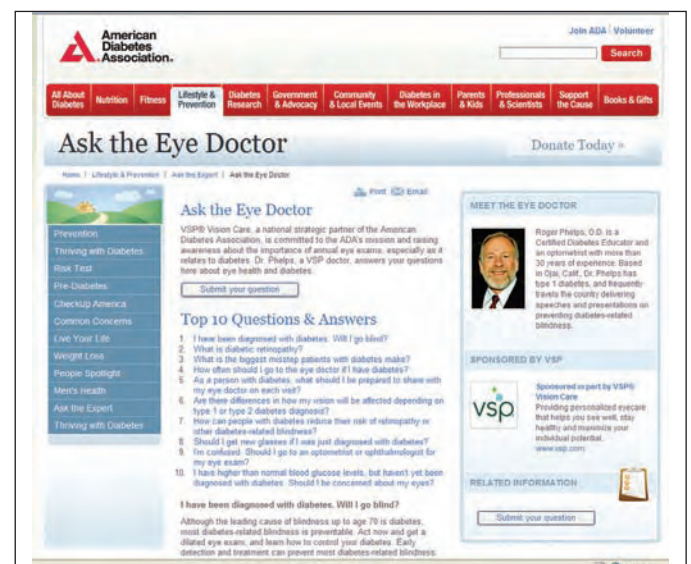 American
Diabetes
Association.
Join ADA | Volunteer
Search
All About Diabetes
Nutrition
Fitness
Lifestyle & Prevention
Diabetes Research
Government & Advocacy
Community & Local Events
Diabetes in the Workplace
Parents & Kids
Professionals & Scientists
Support the Cause
Books & Gifts
Ask the Eye Doctor
Donate Today »
Home | Lifestyle & Prevention | Ask the Expert | Ask the Eye Doctor
Prevention
Thriving with Diabetes
Risk Test
Pre-Diabetes
CheckUp America
Common Concerns
Live Your Life
Weight Loss
People Spotlight
Men's Health
Ask the Expert
Thriving with Diabetes
Print Email
Ask the Eye Doctor
VSP® Vision Care, a national strategic partner of the American
Diabetes Association, is committed to the ADA's mission and raising
awareness about the importance of annual eye exams, especially as it
relates to diabetes. Dr. Phelps, a VSP doctor, answers your questions
here about eye health and diabetes.
Submit your question
Top 10 Questions & Answers
1. I have been diagnosed with diabetes. Will I go blind?
2. What is diabetic retinopathy?
3. What is the biggest misstep patients with diabetes make?
4. How often should I go to the eye doctor if I have diabetes?
5. As a person with diabetes, what should I be prepared to share with
my eye doctor on each visit?
6. Are there differences in how my vision will be affected depending on
type 1 or type 2 diabetes diagnosis?
7. How can people with diabetes reduce their risk of retinopathy or
other diabetes-related blindness?
8. Should I get new glasses if I was just diagnosed with diabetes?
9. I'm confused. Should I go to an optometrist or ophthalmologist for
my eye exam?
10. I have higher than normal blood glucose levels, but haven't yet been
diagnosed with diabetes. Should I be concerned about my eyes?
I have been diagnosed with diabetes. Will I go blind?
Although the leading cause of blindness up to age 70 is diabetes,
most diabetes-related blindness is preventable. Act now and get a
dilated eye exam, and learn how to control your diabetes. Early
detection and treatment can prevent most diabetes-related blindness.
MEET THE EYE DOCTOR
Roger Phelps, O.D. is a
Certified Diabetes Educator and
an optometrist with more than
30 years of experience. Based
in Ojai, Calif., Dr. Phelps has
type 1 diabetes, and frequently
travels the country delivering
speeches and presentations on
preventing diabetes-related
blindness.
SPONSORED BY VSP
vsp
Sponsored in part by VSP®
Vision Care
Providing personalized eyecare
that helps you see well, stay
healthy and maximize your
individual potential.
www.vsp.com
RELATED INFORMATION
Submit your question